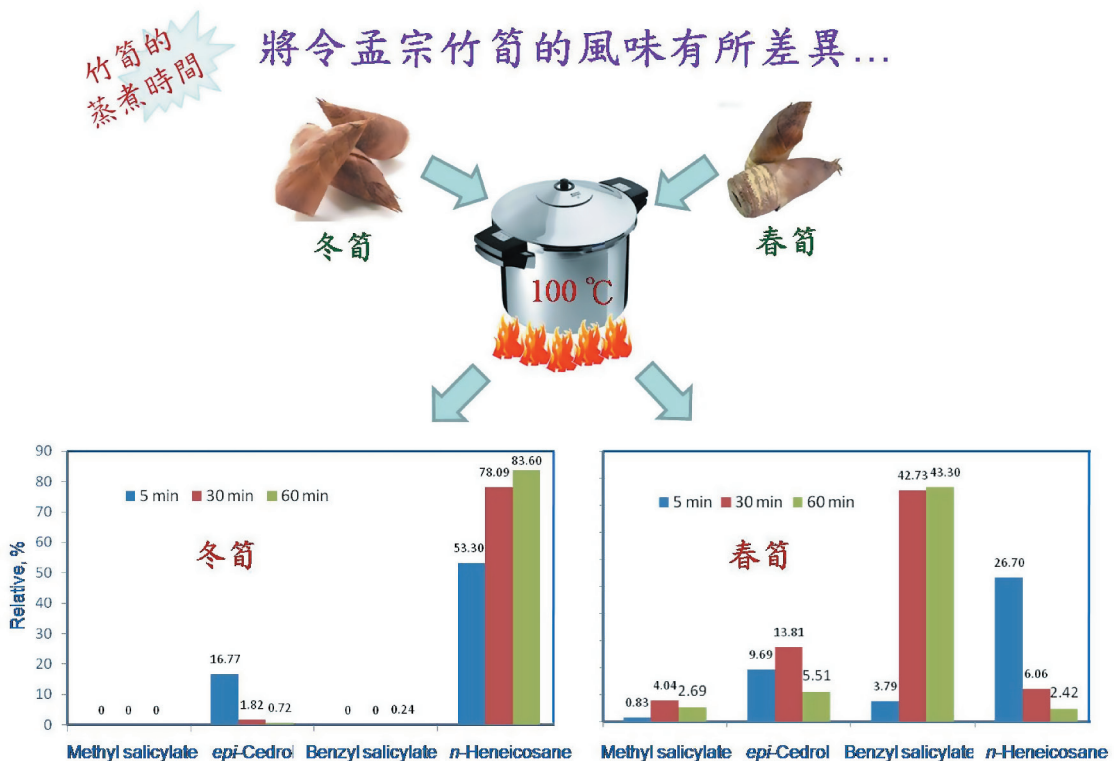 竹筍的
蒸煮時間
將令孟宗竹筍的風味有所差異...
冬筍
春筍
100 ℃
90
80
70
60
50
40
30
20
10
0
Relative, %
5 min 30 min 60 min
冬筍
0 0 0
16.77 1.82 0.72
0 0 0.24
53.30 78.09 83.60
Methyl salicylate epi-Cedrol Benzyl salicylate n-Heneicosane
5 min 30 min 60 min
春筍
0.83 4.04 2.69
9.69 13.81 5.51
3.79 42.73 43.30
26.70 6.06 2.42
Methyl salicylate epi-Cedrol Benzyl salicylate n-Heneicosane